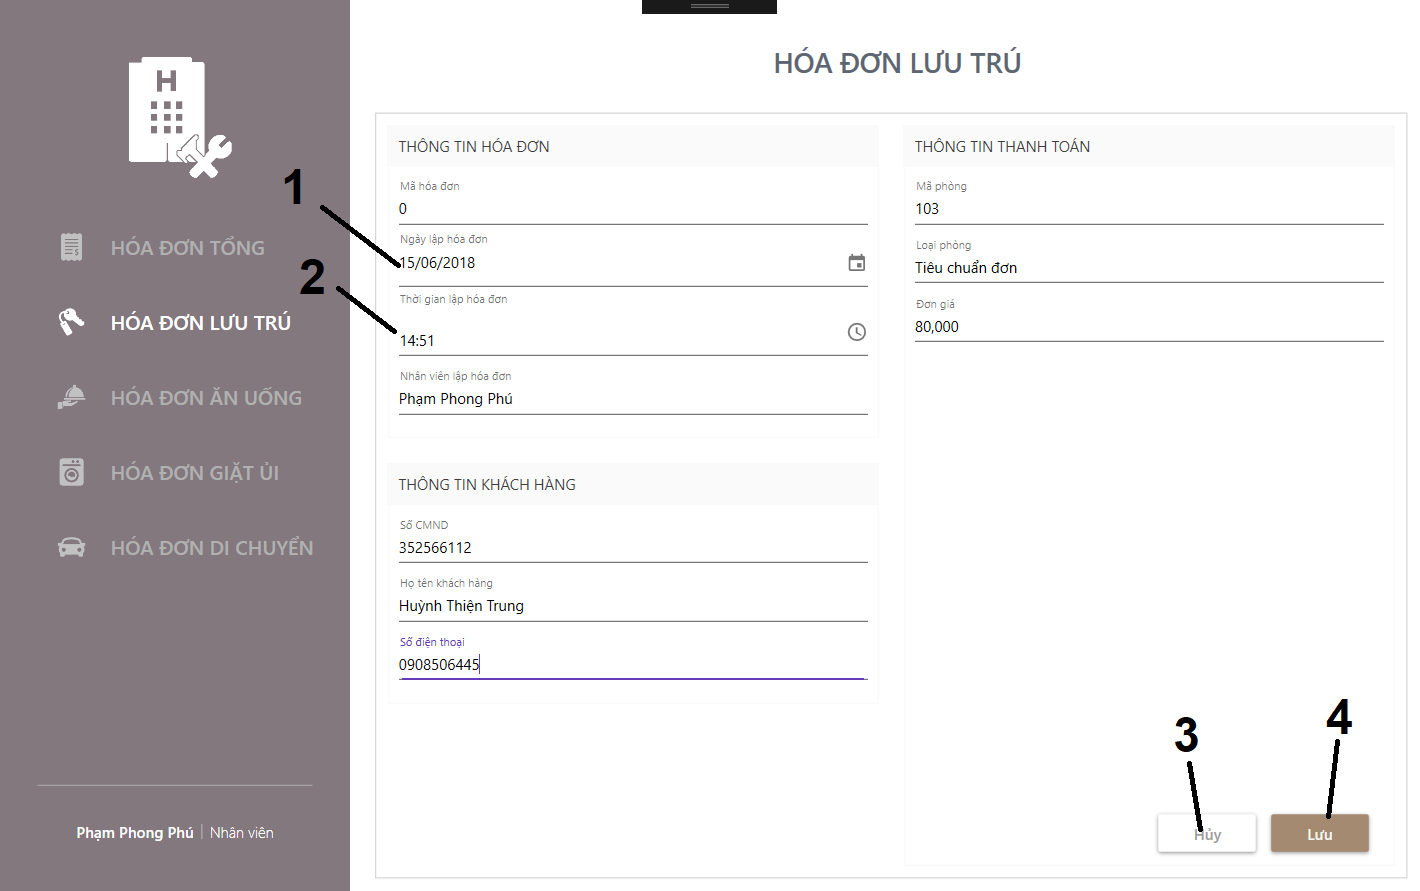 H
HÓA ĐƠN TỔNG
HÓA ĐƠN LƯU TRÚ
HÓA ĐƠN ĂN UỐNG
HÓA ĐƠN GIẶT ỦI
HÓA ĐƠN DI CHUYỂN
Phạm Phong Phú | Nhân viên
HÓA ĐƠN LƯU TRÚ
THÔNG TIN HÓA ĐƠN
Mã hóa đơn
0
1
Ngày lập hóa đơn
15/06/2018
2
Thời gian lập hóa đơn
14:51
Nhân viên lập hóa đơn
Phạm Phong Phú
THÔNG TIN KHÁCH HÀNG
Số CMND
352566112
Họ tên khách hàng
Huỳnh Thiện Trung
Số điện thoại
0908506445
THÔNG TIN THANH TOÁN
Mã phòng
103
Loại phòng
Tiêu chuẩn đơn
Đơn giá
80,000
3
4
Hủy
Lưu